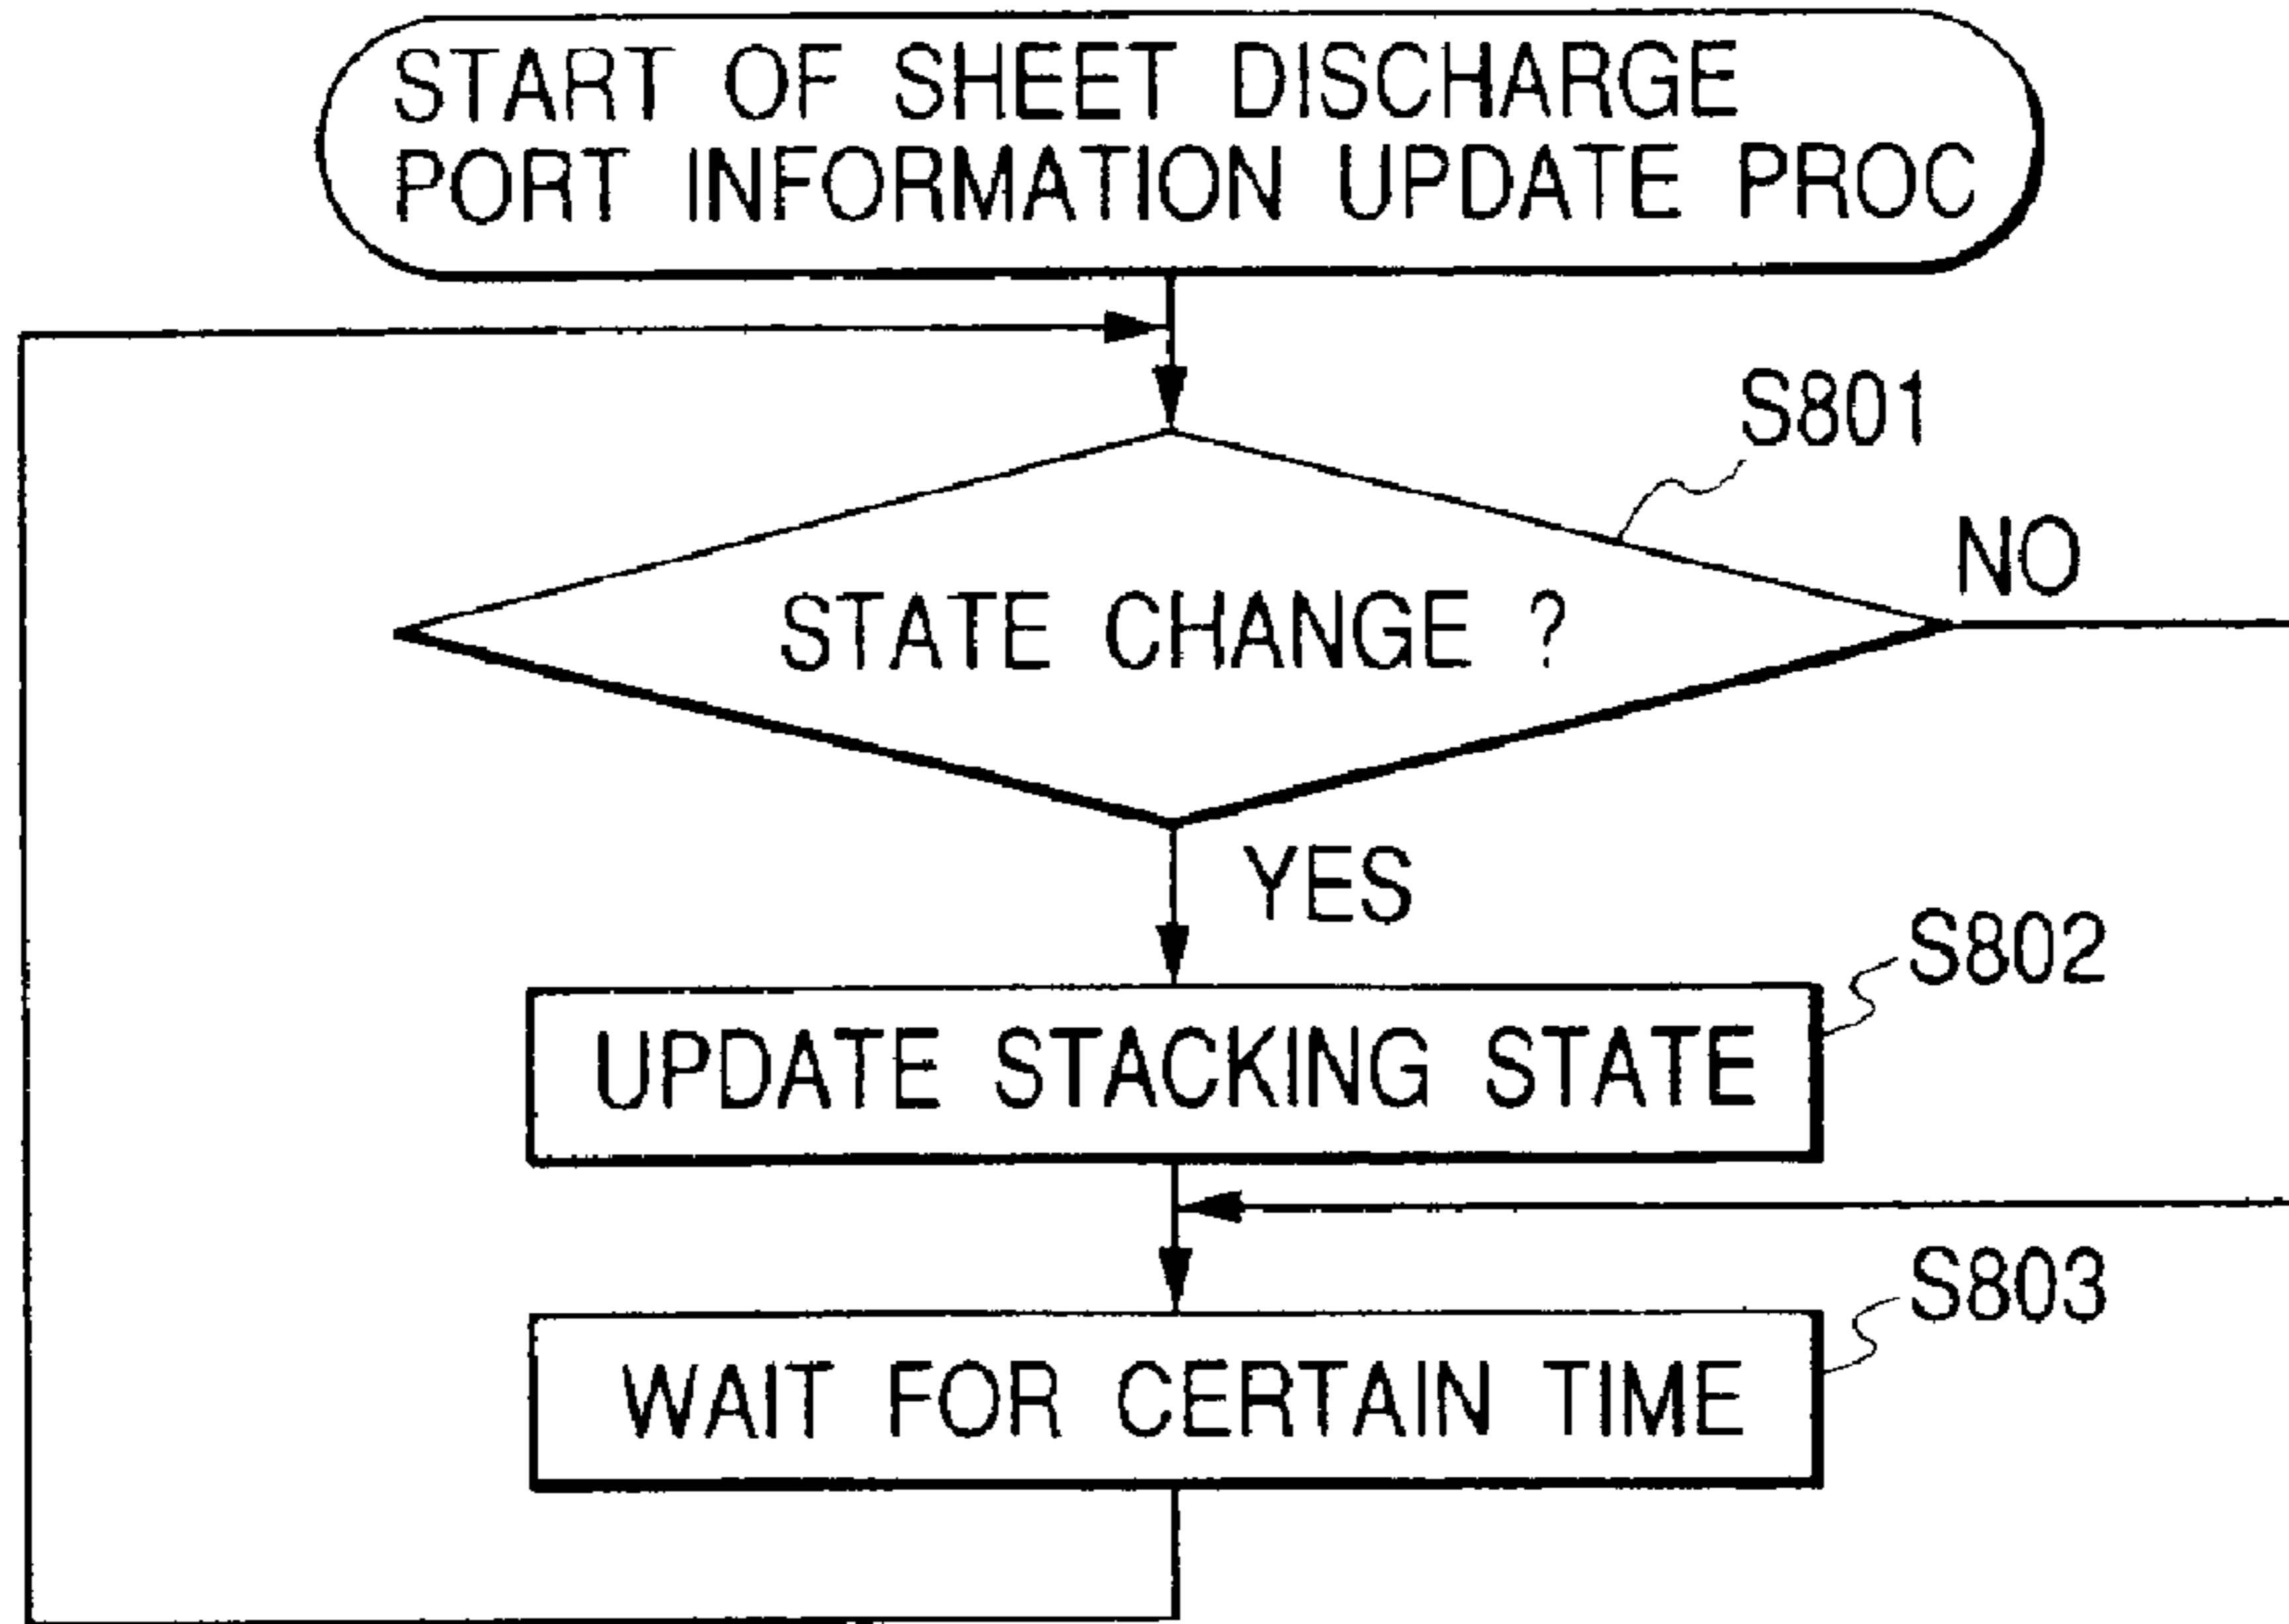 START OF SHEET DISCHARGE
PORT INFORMATION UPDATE PROC
S801
NO
STATE CHANGE ?
YES
S802
UPDATE STACKING STATE
S803
WAIT FOR CERTAIN TIME